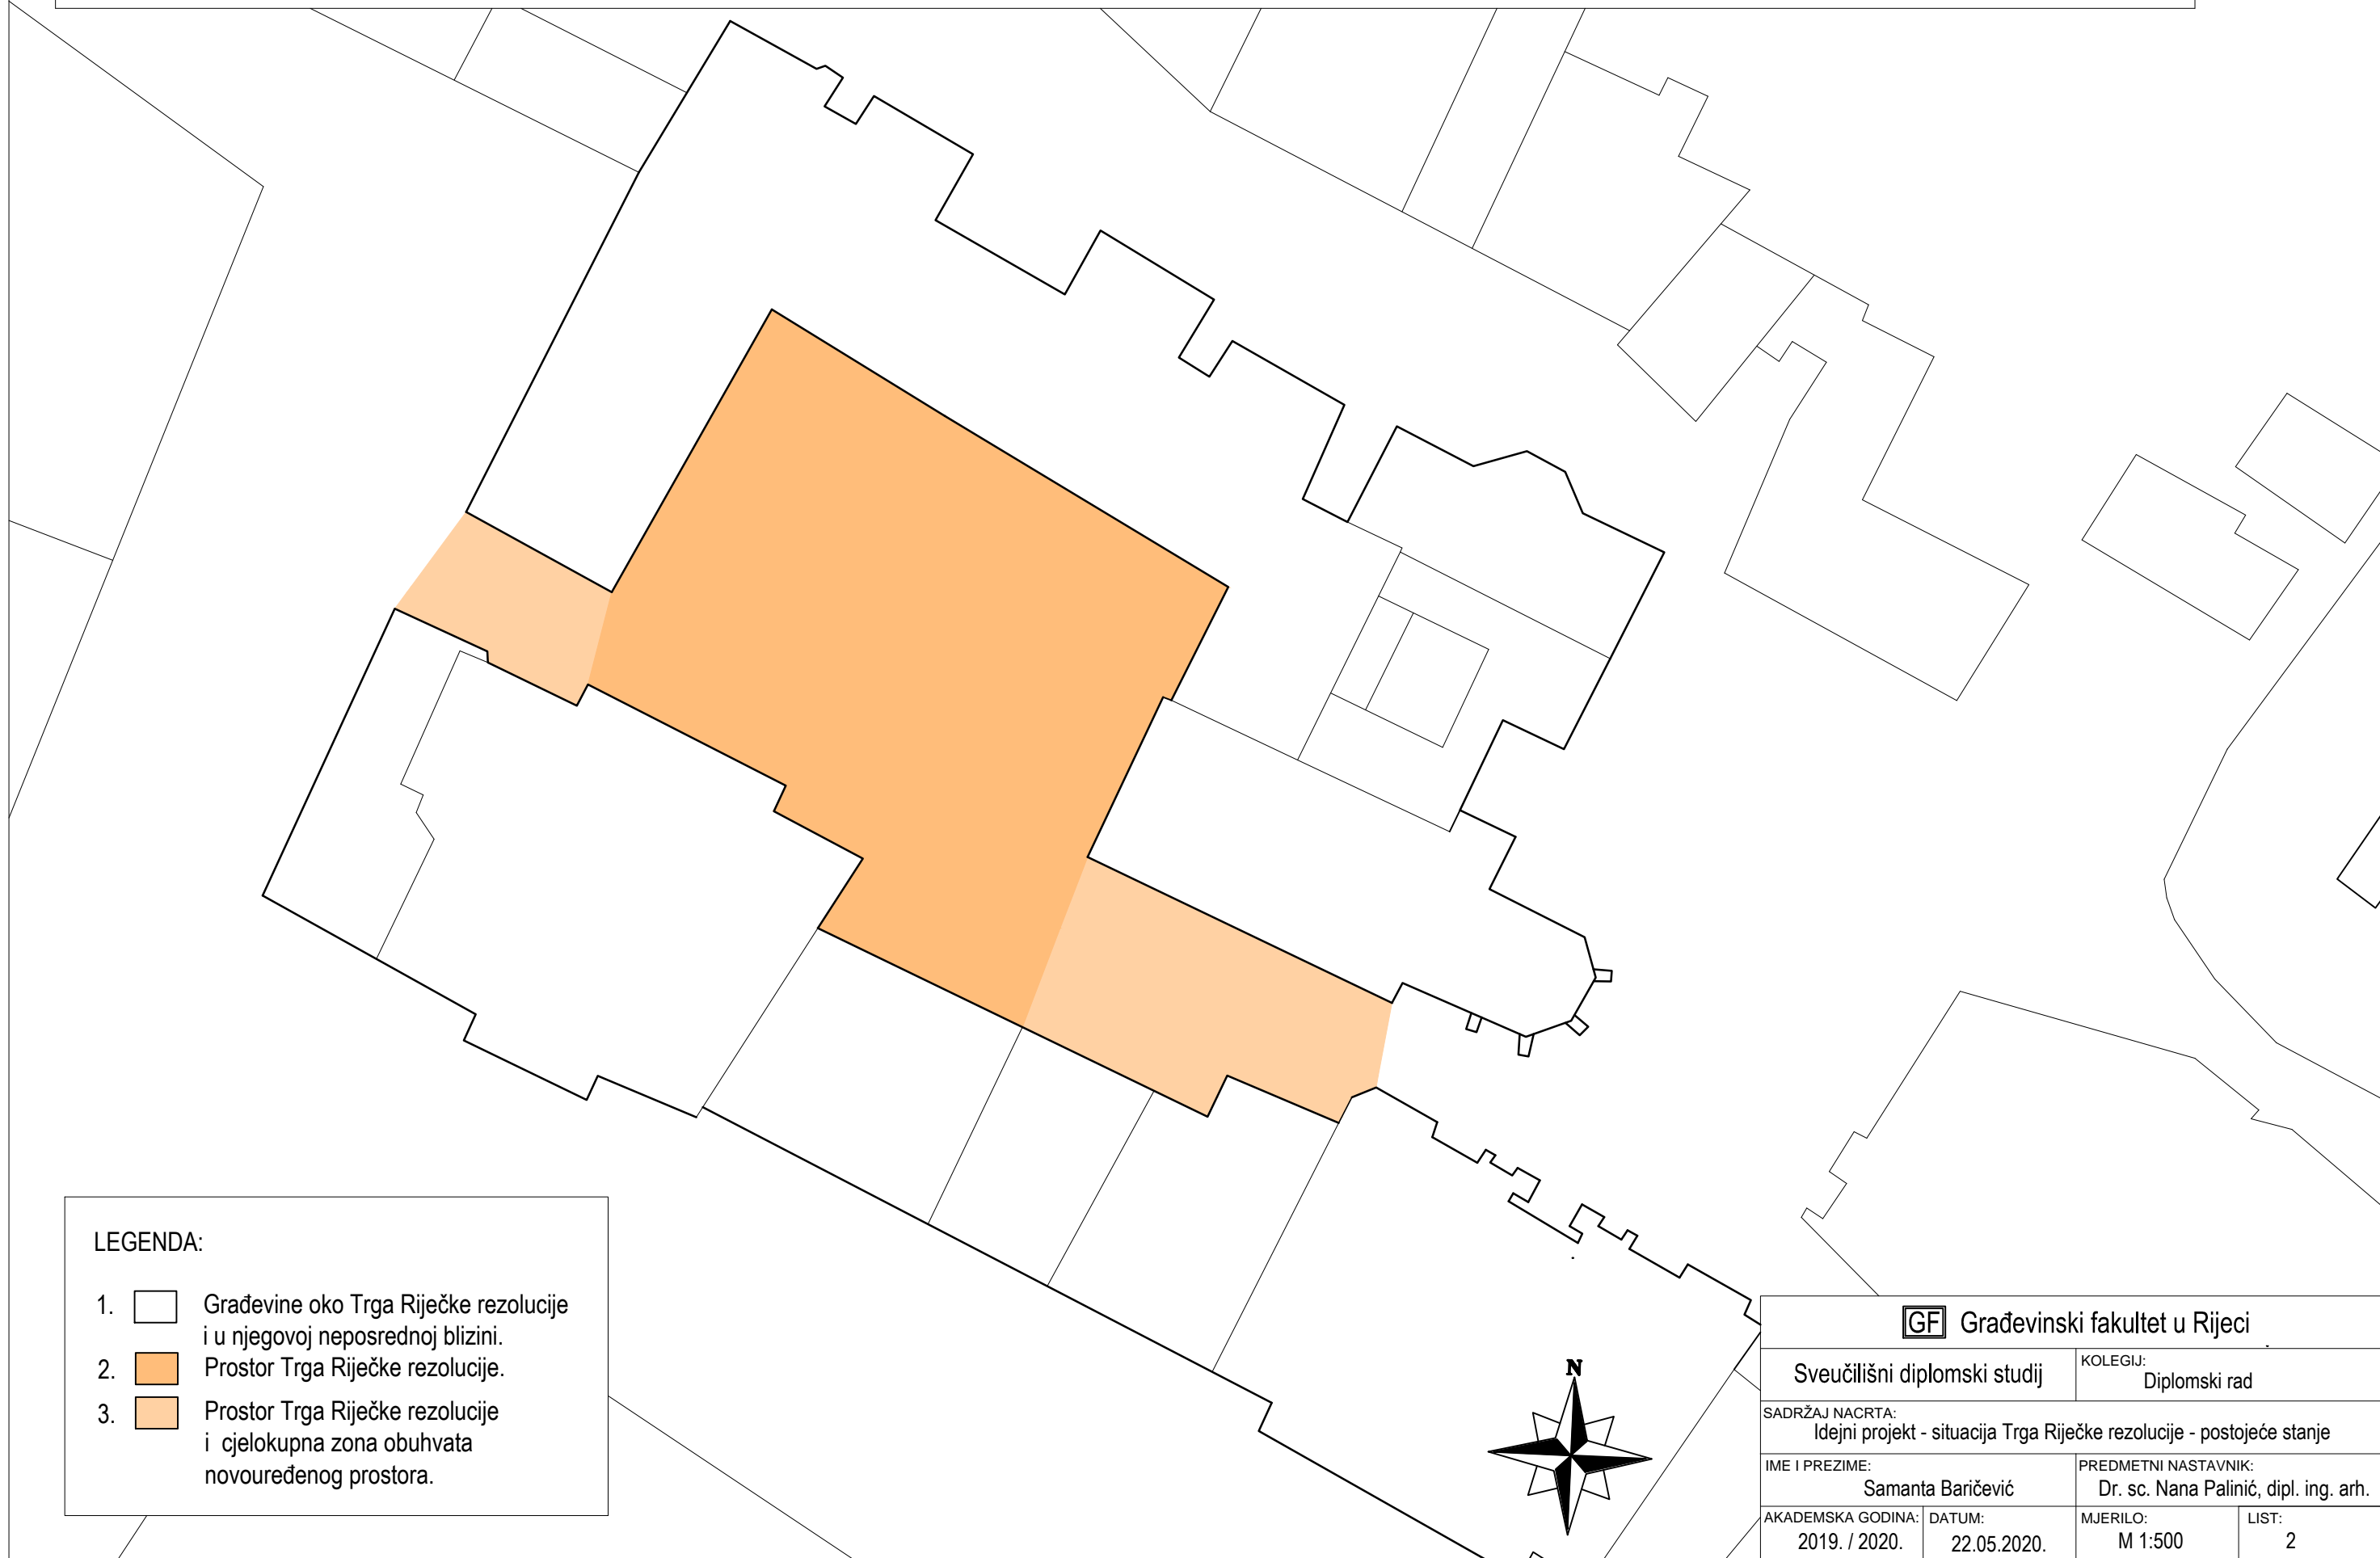 LEGENDA:
1. Građevine oko Trga Riječke rezolucije
i u njegovoj neposrednoj blizini.
2. Prostor Trga Riječke rezolucije.
3. Prostor Trga Riječke rezolucije
i cjelokupna zona obuhvata
novouređenog prostora.
N
GF Građevinski fakultet u Rijeci
Sveučilišni diplomski studij
KOLEGIJ:
Diplomski rad
SADRŽAJ NACRTA:
Idejni projekt - situacija Trga Riječke rezolucije - postojeće stanje
IME I PREZIME:
Samanta Baričević
PREDMETNI NASTAVNIK:
Dr. sc. Nana Palinić, dipl. ing. arh.
AKADEMSKA GODINA:
2019. / 2020.
DATUM:
22.05.2020.
MJERILO:
M 1:500
LIST:
2